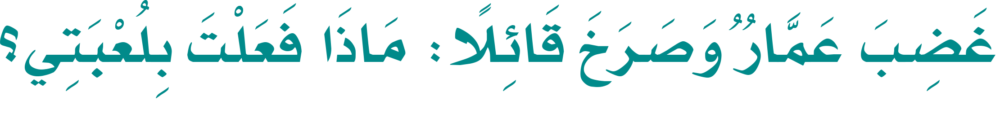 غَضِبَ عَمَّارٌ وَصَرَخَ قَائِلًا: مَاذَا فَعَلْتَ بِلُعْبَتِي؟